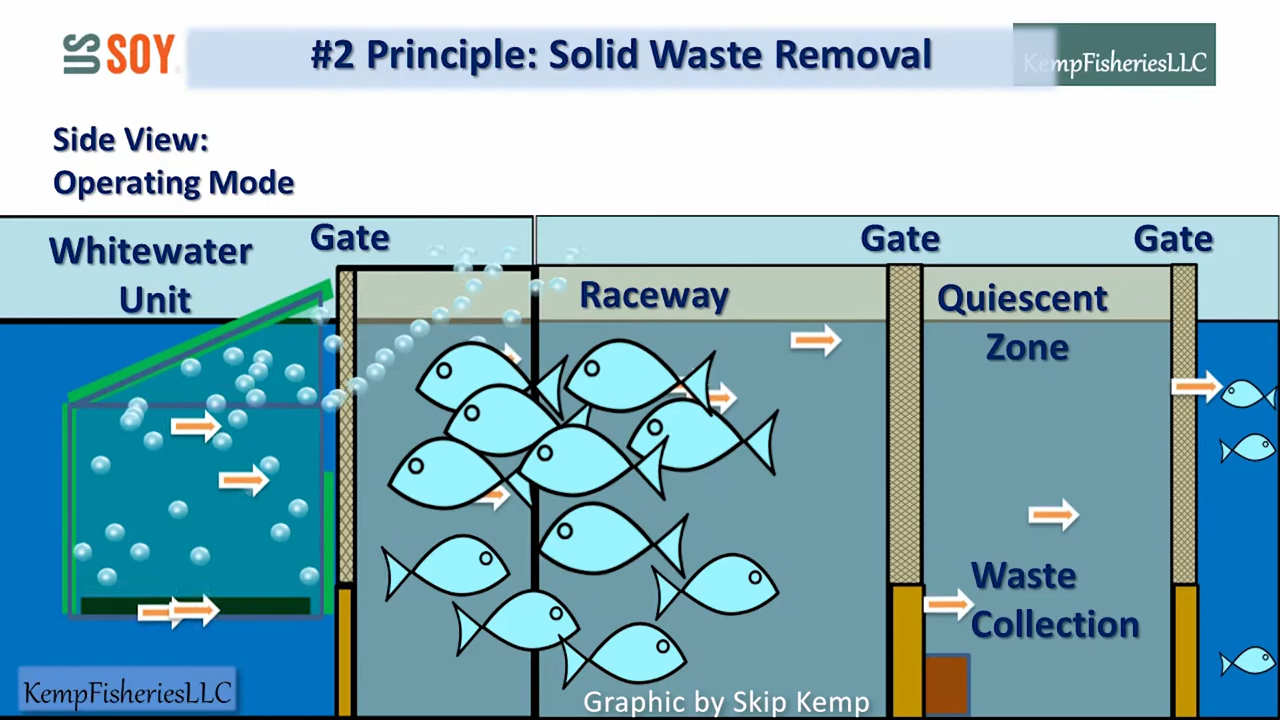 US SOY
#2 Principle: Solid Waste Removal
KempFisheriesLLC
Side View:
Operating Mode
Whitewater
Unit
Gate
Raceway
Gate
Quiescent
Zone
Gate
Waste
Collection
KempFisheriesLLC
Graphic by Skip Kemp